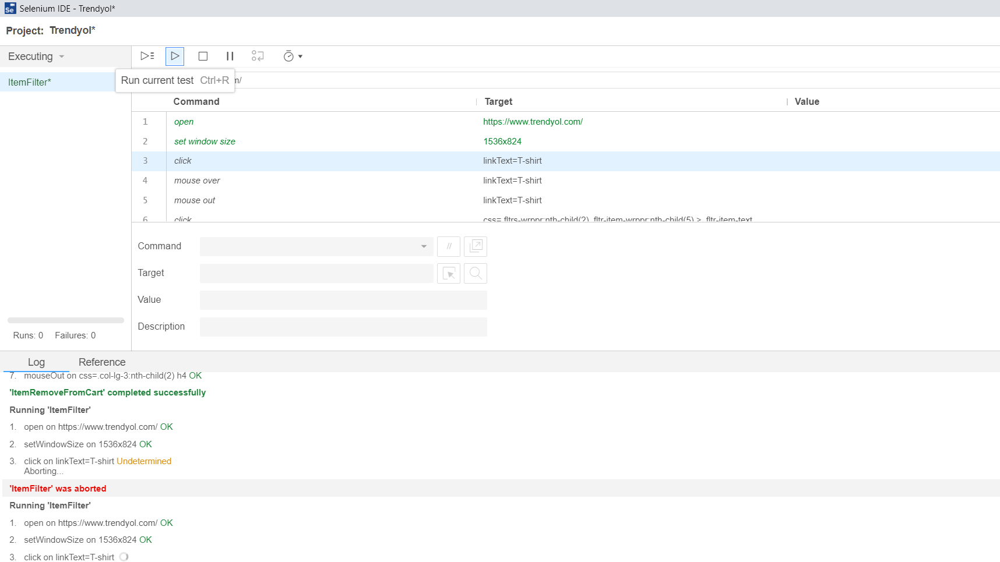 Selenium IDE - Trendyol*
Project: Trendyol*
Executing
ItemFilter*
Run current test Ctrl+R
m/
Command Target Value
1 open https://www.trendyol.com/
2 set window size 1536x824
3 click linkText=T-shirt
4 mouse over linkText=T-shirt
5 mouse out linkText=T-shirt
6 click css=.fltrs-wrppr:nth-child(2) .fltr-item-wrppr:nth-child(5) > .fltr-item-text
Command
//
Target
Value
Description
Runs: 0 Failures: 0
Log Reference
7. mouseOut on css=.col-lg-3:nth-child(2) h4 OK
'ItemRemoveFromCart' completed successfully
Running 'ItemFilter'
1. open on https://www.trendyol.com/ OK
2. setWindowSize on 1536x824 OK
3. click on linkText=T-shirt Undetermined
Aborting...
'ItemFilter' was aborted
Running 'ItemFilter'
1. open on https://www.trendyol.com/ OK
2. setWindowSize on 1536x824 OK
3. click on linkText=T-shirt